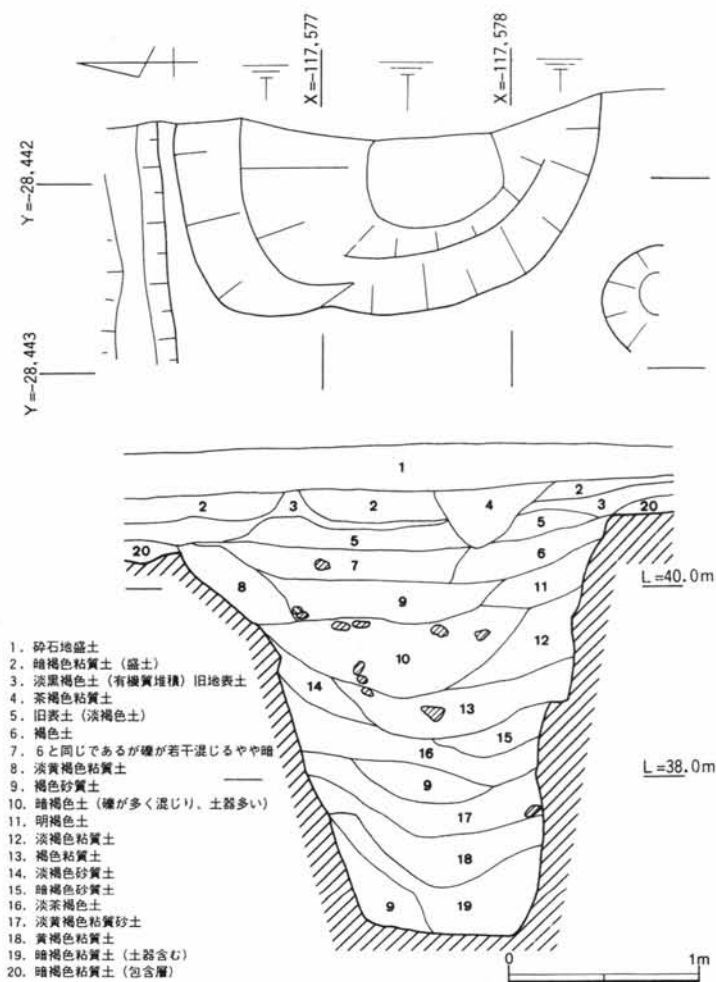 X=-117,577
X=-117,578
Y=-28,442
Y=-28,443
1
2
3
2
4
2
3
20
5
5
20
7
6
L=40.0m
8
9
11
10
12
14
13
15
16
L=38.0m
9
17
18
9
19
1. 砕石地盛土
2. 暗褐色粘質土(盛土)
3. 淡黒褐色土(有機質堆積)旧地表土
4. 茶褐色粘質土
5. 旧表土(淡褐色土)
6. 褐色土
7. 6と同じであるが礫が若干混じるやや暗
8. 淡黄褐色粘質土
9. 褐色砂質土
10. 暗褐色土(礫が多く混じり、土器多い)
11. 明褐色土
12. 淡褐色粘質土
13. 褐色粘質土
14. 淡褐色砂質土
15. 暗褐色砂質土
16. 淡茶褐色土
17. 淡黄褐色粘質砂土
18. 黄褐色粘質土
19. 暗褐色粘質土(土器含む)
20. 暗褐色粘質土(包含層)
0 1m